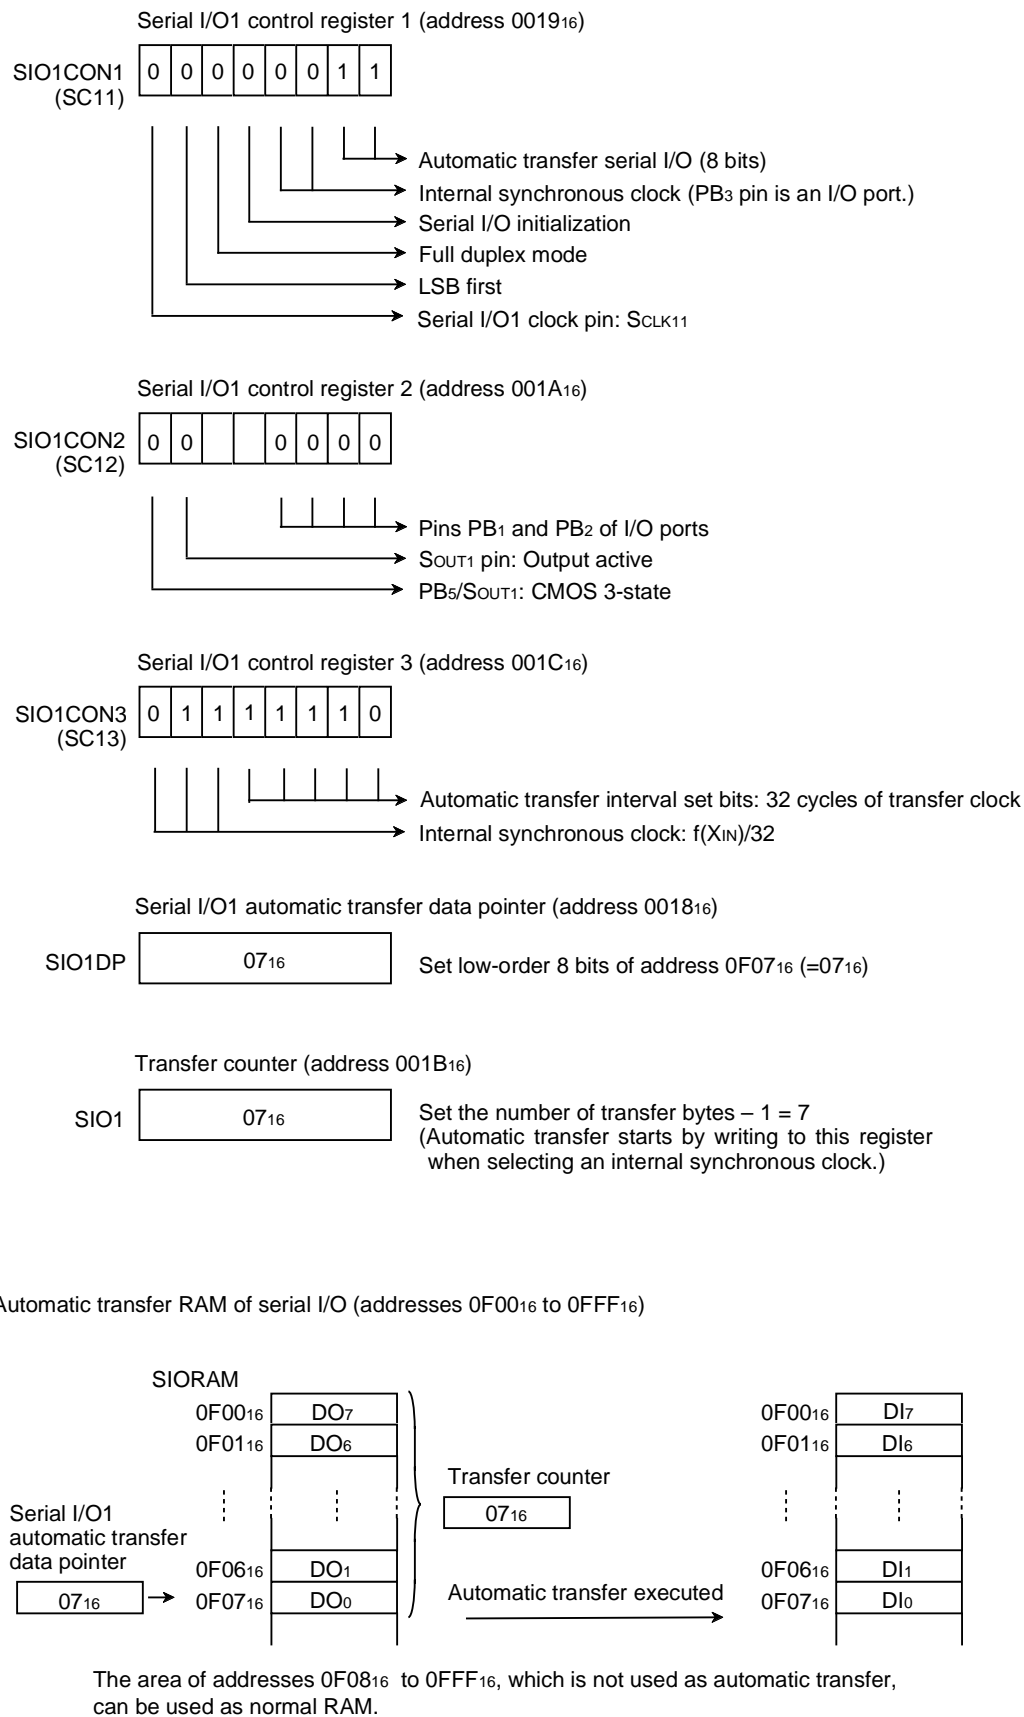 Serial I/O1 control register 1 (address 0019₁₆)
SIO1CON1
(SC11)
0 0 0 0 0 0 1 1
Automatic transfer serial I/O (8 bits)
Internal synchronous clock (PB₃ pin is an I/O port.)
Serial I/O initialization
Full duplex mode
LSB first
Serial I/O1 clock pin: SCLK11
Serial I/O1 control register 2 (address 001A₁₆)
SIO1CON2
(SC12)
0 0 0 0 0 0
Pins PB₁ and PB₂ of I/O ports
SOUT1 pin: Output active
PB₅/SOUT1: CMOS 3-state
Serial I/O1 control register 3 (address 001C₁₆)
SIO1CON3
(SC13)
0 1 1 1 1 1 1 0
Automatic transfer interval set bits: 32 cycles of transfer clock
Internal synchronous clock: f(XIN)/32
Serial I/O1 automatic transfer data pointer (address 0018₁₆)
SIO1DP
07₁₆
Set low-order 8 bits of address 0F07₁₆ (=07₁₆)
Transfer counter (address 001B₁₆)
SIO1
07₁₆
Set the number of transfer bytes – 1 = 7
(Automatic transfer starts by writing to this register
when selecting an internal synchronous clock.)
Automatic transfer RAM of serial I/O (addresses 0F00₁₆ to 0FFF₁₆)
SIORAM
0F00₁₆ DO₇
0F01₁₆ DO₆
0F06₁₆ DO₁
0F07₁₆ DO₀
Serial I/O1
automatic transfer
data pointer
07₁₆
Transfer counter
07₁₆
Automatic transfer executed
0F00₁₆ DI₇
0F01₁₆ DI₆
0F06₁₆ DI₁
0F07₁₆ DI₀
The area of addresses 0F08₁₆ to 0FFF₁₆, which is not used as automatic transfer,
can be used as normal RAM.